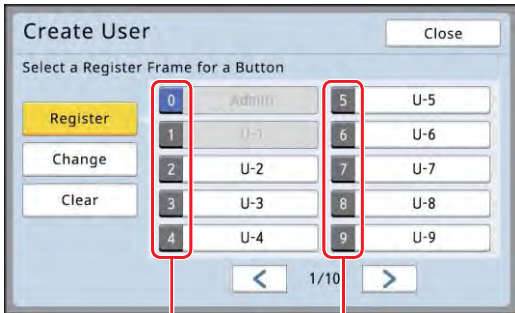 Create User
Close
Select a Register Frame for a Button
Register
Change
Clear
0 Admin
1 U-1
2 U-2
3 U-3
4 U-4
5 U-5
6 U-6
7 U-7
8 U-8
9 U-9
< 1/10 >